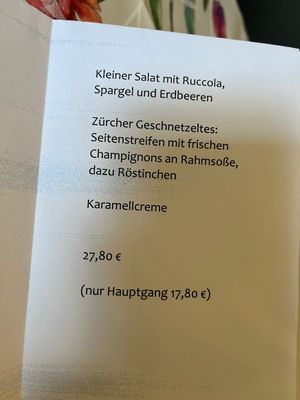 Kleiner Salat mit Ruccola,
Spargel und Erdbeeren
Zürcher Geschnetzeltes:
Seitenstreifen mit frischen
Champignons an Rahmsoße,
dazu Röstinchen
Karamellcreme
27,80 €
(nur Hauptgang 17,80 €)